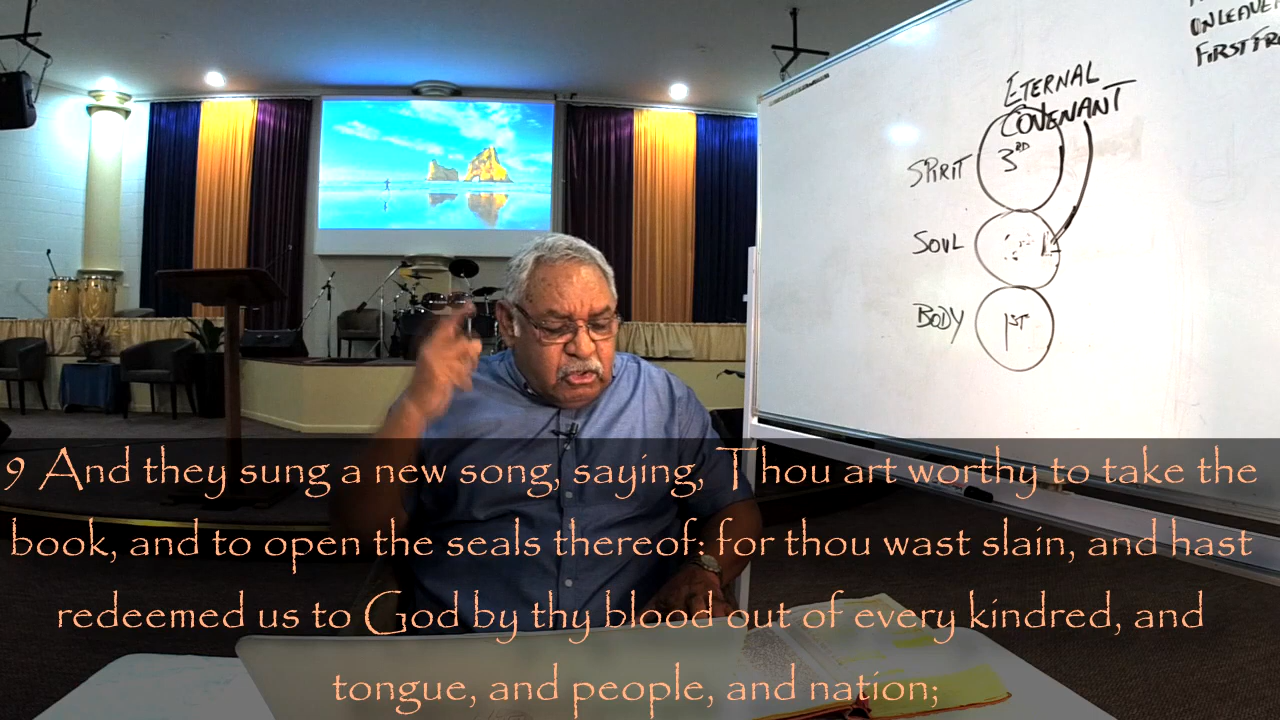 ONLEAVE
ETERNAL
COVENANT
SPIRIT 3RD
SOUL
BODY 1ST
9 And they sung a new song, saying, Thou art worthy to take the
book, and to open the seals thereof: for thou wast slain, and hast
redeemed us to God by thy blood out of every kindred, and
tongue, and people, and nation;